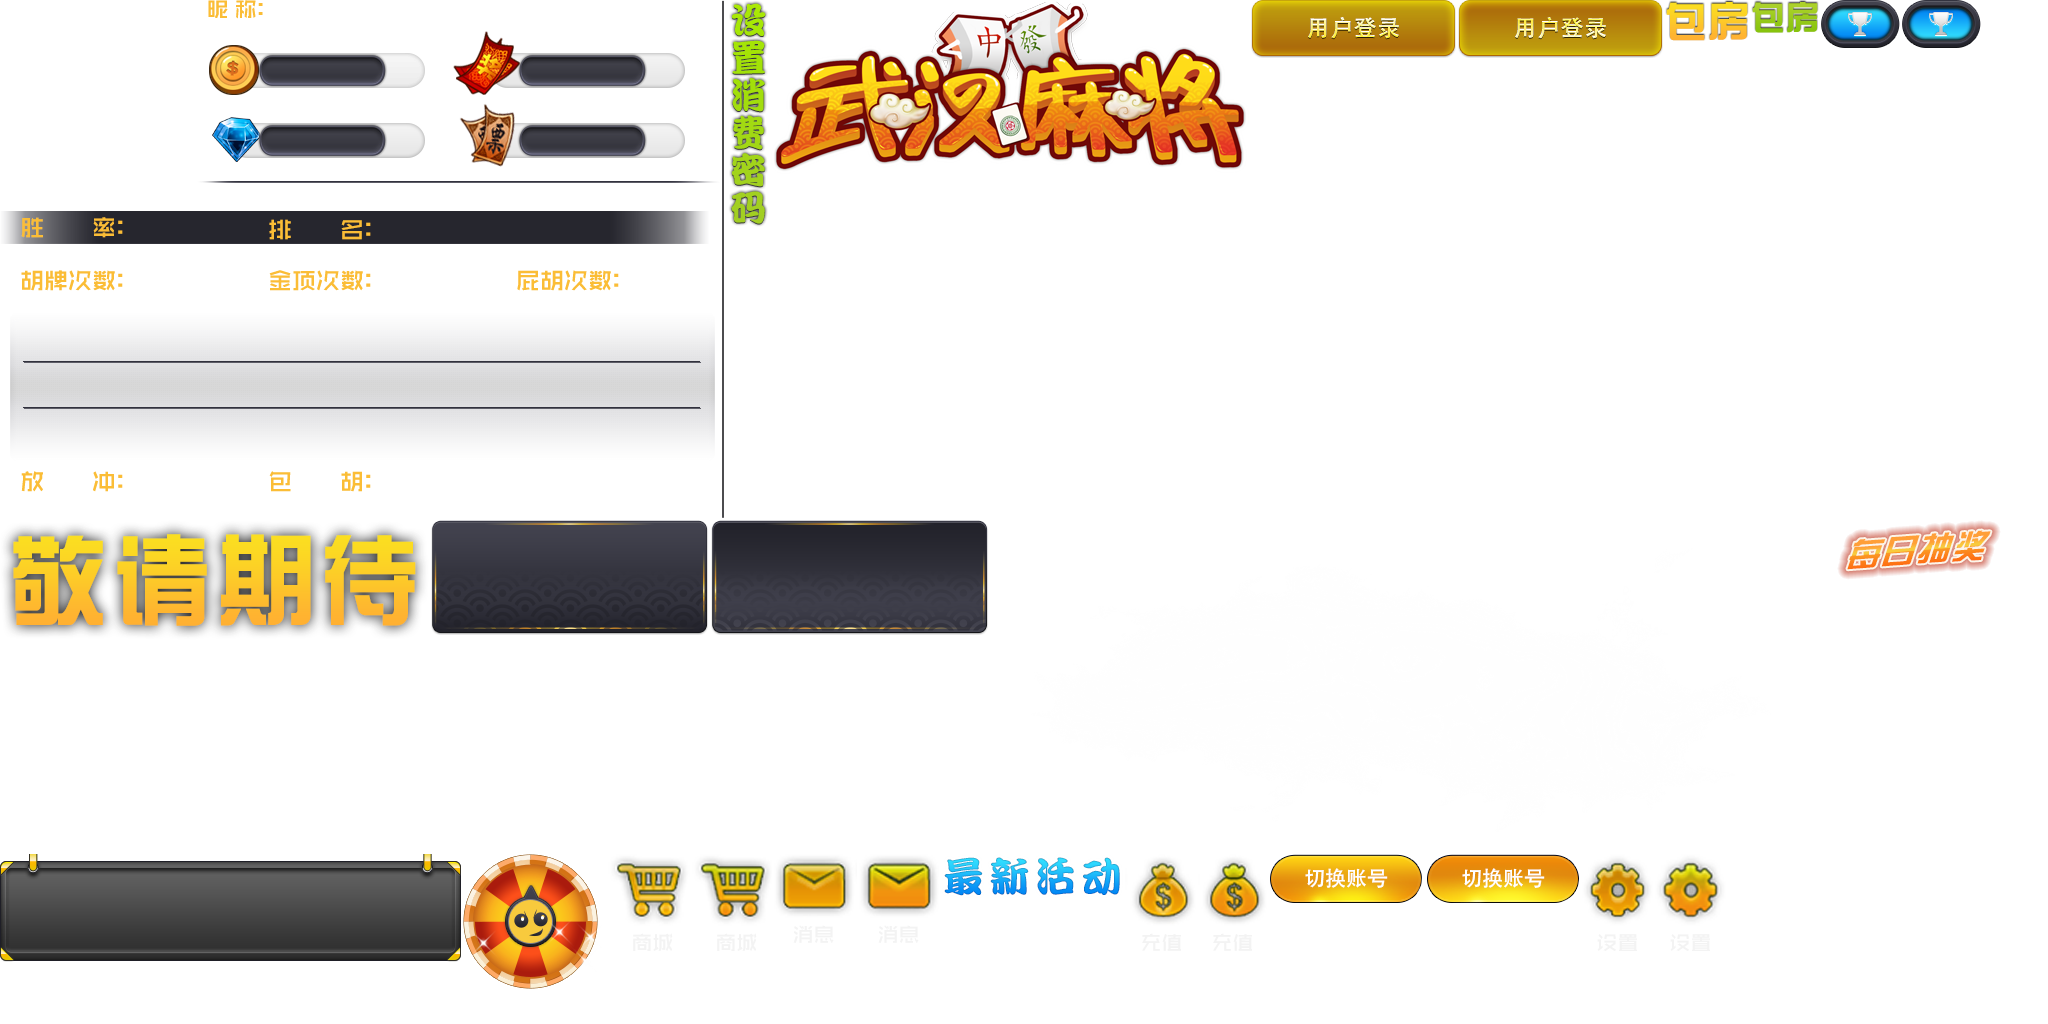 昵 称:
票
胜 率:
排 名:
胡牌次数:
金顶次数:
屁胡次数:
放 冲:
包 胡:
设置消费密码
中
發
武汉麻将
用户登录
用户登录
包房
包房
敬请期待
每日抽奖
商城
商城
消息
消息
最新活动
充值
充值
切换账号
切换账号
设置
设置